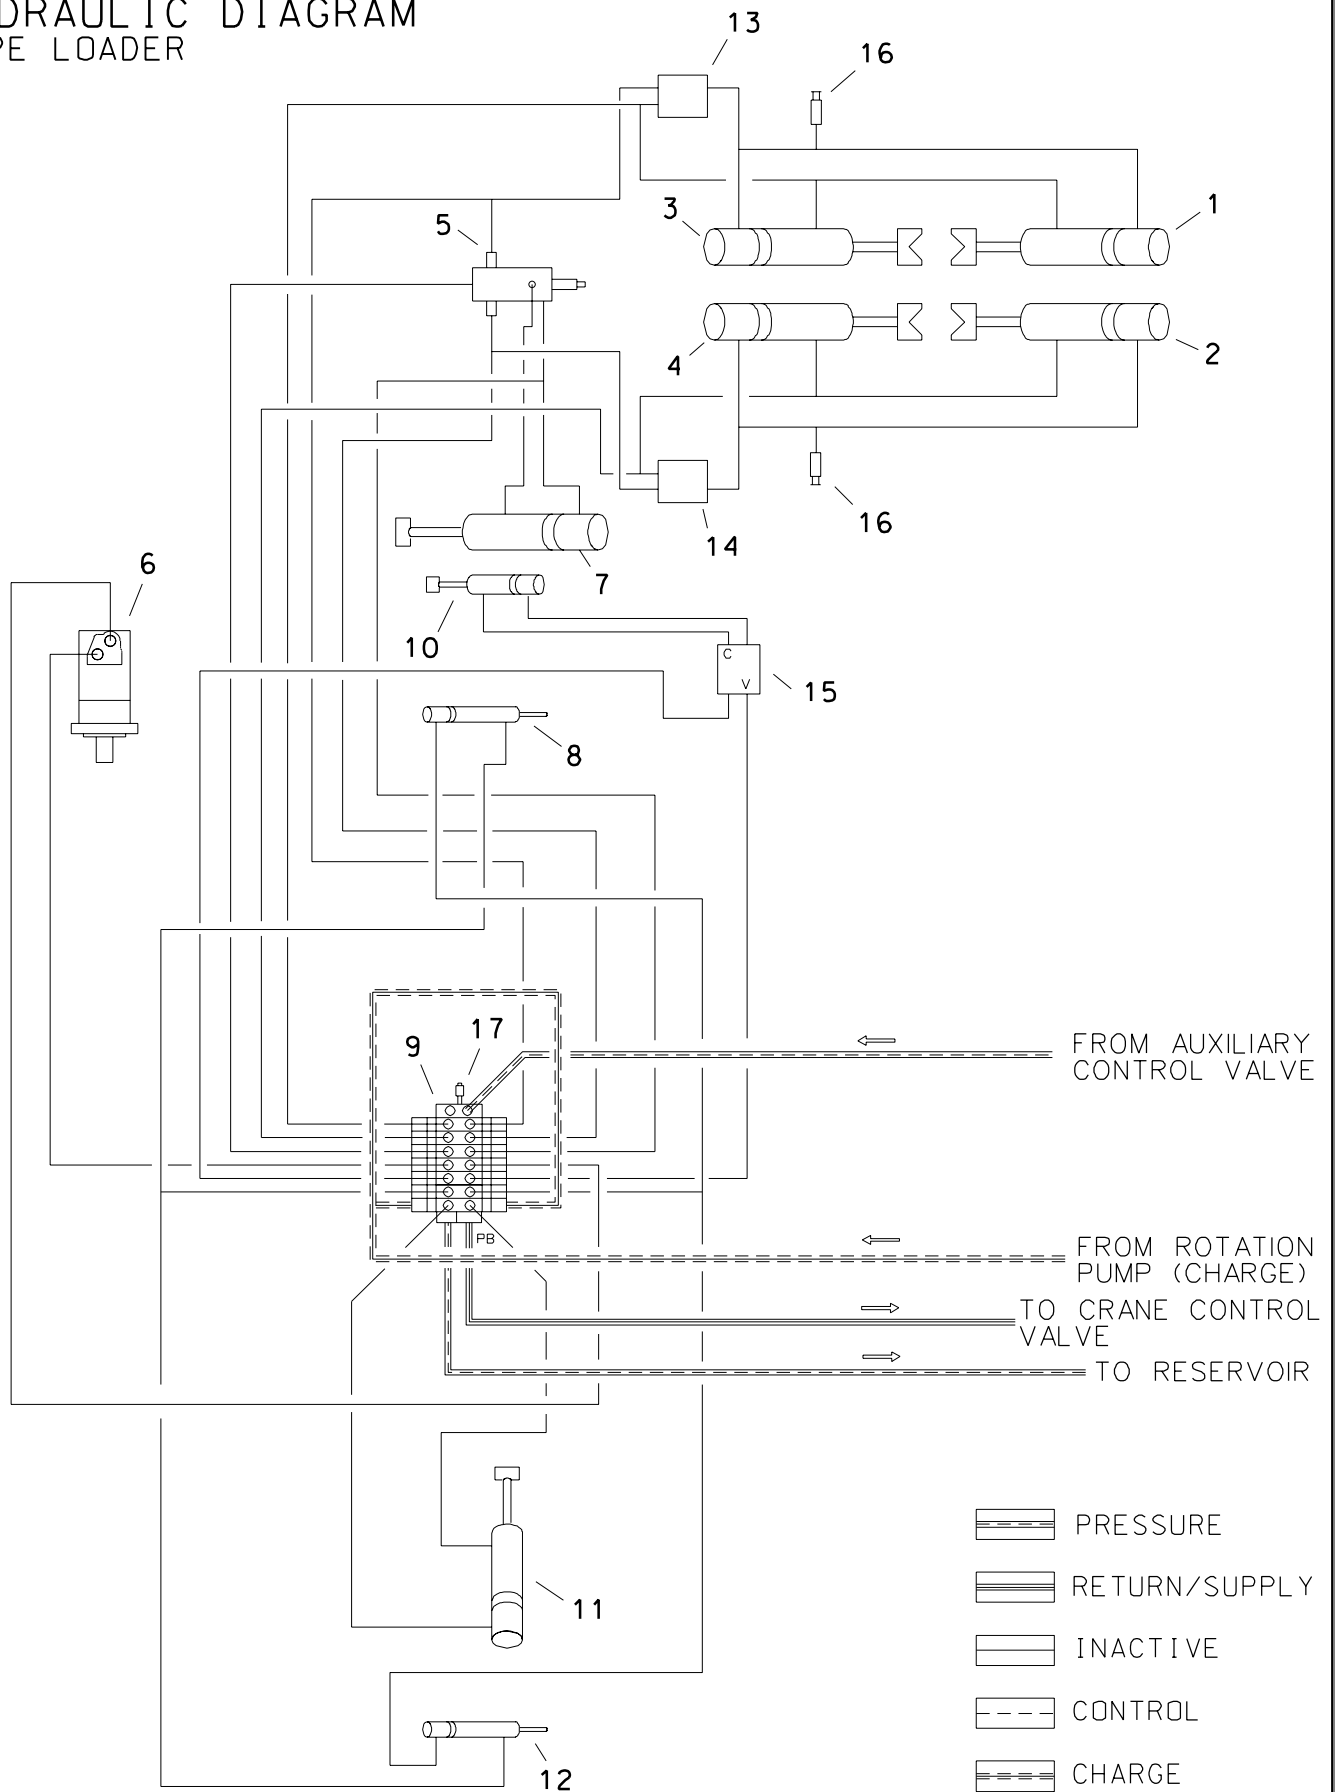 DRAULIC DIAGRAM
PE LOADER
13
16
3
1
5
4
2
16
14
6
7
10
C
V
15
8
17
9
FROM AUXILIARY
CONTROL VALVE
PB
FROM ROTATION
PUMP (CHARGE)
TO CRANE CONTROL
VALVE
TO RESERVOIR
PRESSURE
11
RETURN/SUPPLY
INACTIVE
CONTROL
12
CHARGE